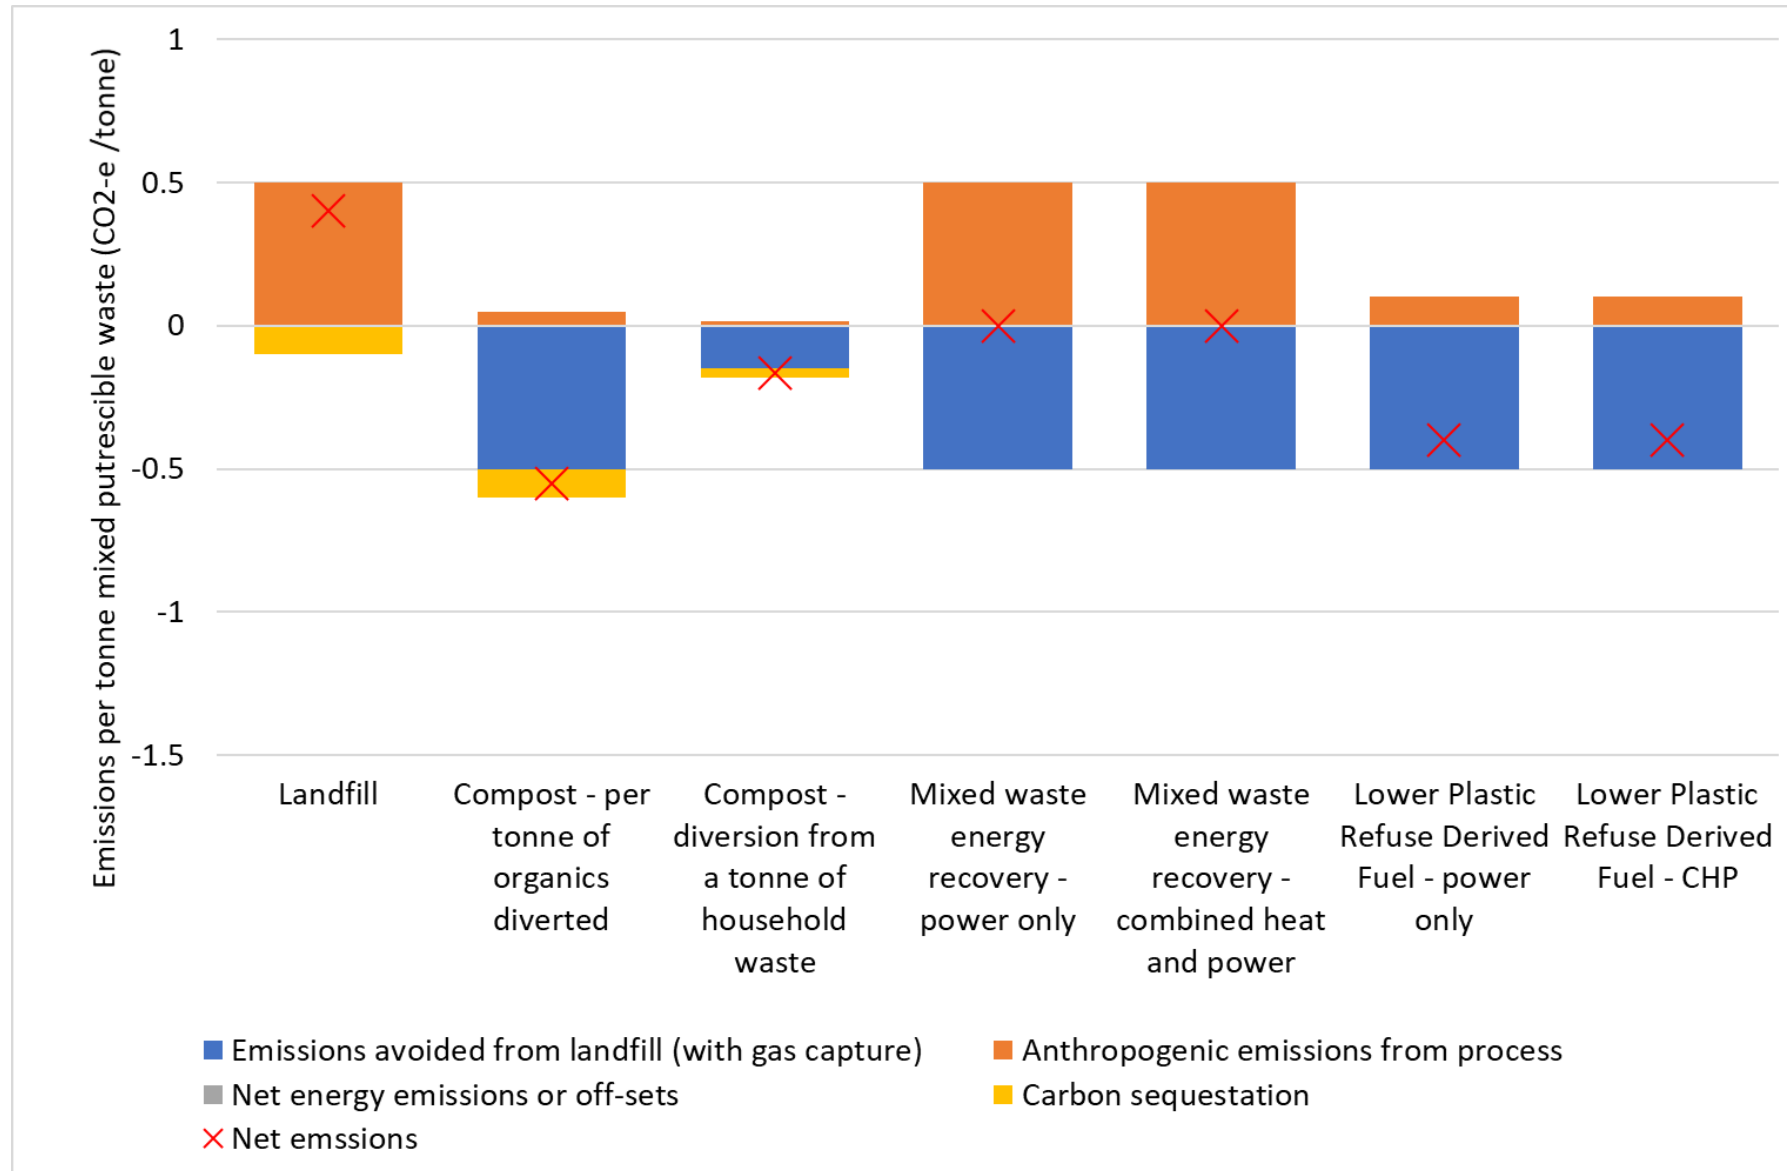 Emissions per tonne mixed putrescible waste (CO2-e /tonne)
1
0.5
0
-0.5
-1
-1.5
Landfill
Compost - per
tonne of
organics
diverted
Compost -
diversion from
a tonne of
household
waste
Mixed waste
energy
recovery -
power only
Mixed waste
energy
recovery -
combined heat
and power
Lower Plastic
Refuse Derived
Fuel - power
only
Lower Plastic
Refuse Derived
Fuel - CHP
Emissions avoided from landfill (with gas capture)
Anthropogenic emissions from process
Net energy emissions or off-sets
Carbon sequestation
Net emssions